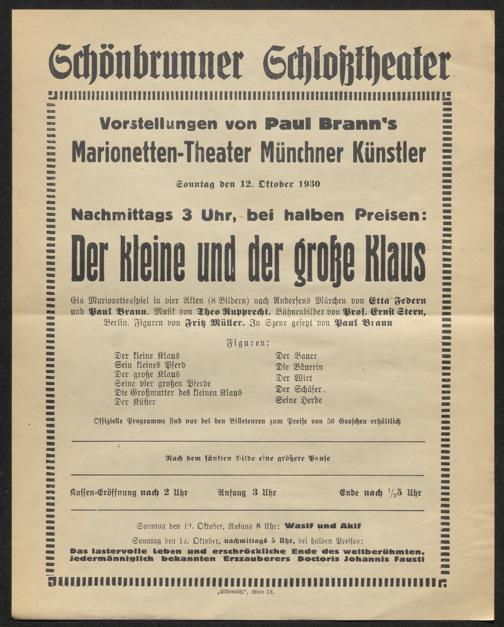 Schönbrunner Schloßtheater
Vorstellungen von Paul Brann's
Marionetten-Theater Münchner Künstler
Sonntag den 12. Oktober 1930
Nachmittags 3 Uhr, bei halben Preisen:
Der kleine und der große Klaus
Ein Marionettenspiel in vier Akten (8 Bildern) nach Andersens Märchen von Etta Federn
und Paul Brann. Musik von Theo Rupprecht. Bühnenbilder von Prof. Ernst Stern,
Berlin. Figuren von Fritz Müller. In Szene gesetzt von Paul Brann
Figuren:
Der kleine Klaus
Sein kleines Pferd
Der große Klaus
Seine vier großen Pferde
Die Großmutter des kleinen Klaus
Der Küster
Der Bauer
Die Bäuerin
Der Wirt
Der Schäfer.
Seine Herde
Offizielle Programme sind nur bei den Billeteuren zum Preise von 50 Groschen erhältlich
Nach dem fünften Bilde eine größere Pause
Kassen-Eröffnung nach 2 Uhr Anfang 3 Uhr Ende nach 1/25 Uhr
Sonntag den Oktober, Anfang 8 Uhr: Wasif und Akif
Sonntag den Oktober, nachmittags 5 Uhr, bei halben Preisen:
Das lastervolle Leben und erschröckliche Ende des weltberühmten,
jedermänniglich bekannten Erzzauberers Doctoris Johannis Fausti
„Elbemühl", Wien IX.